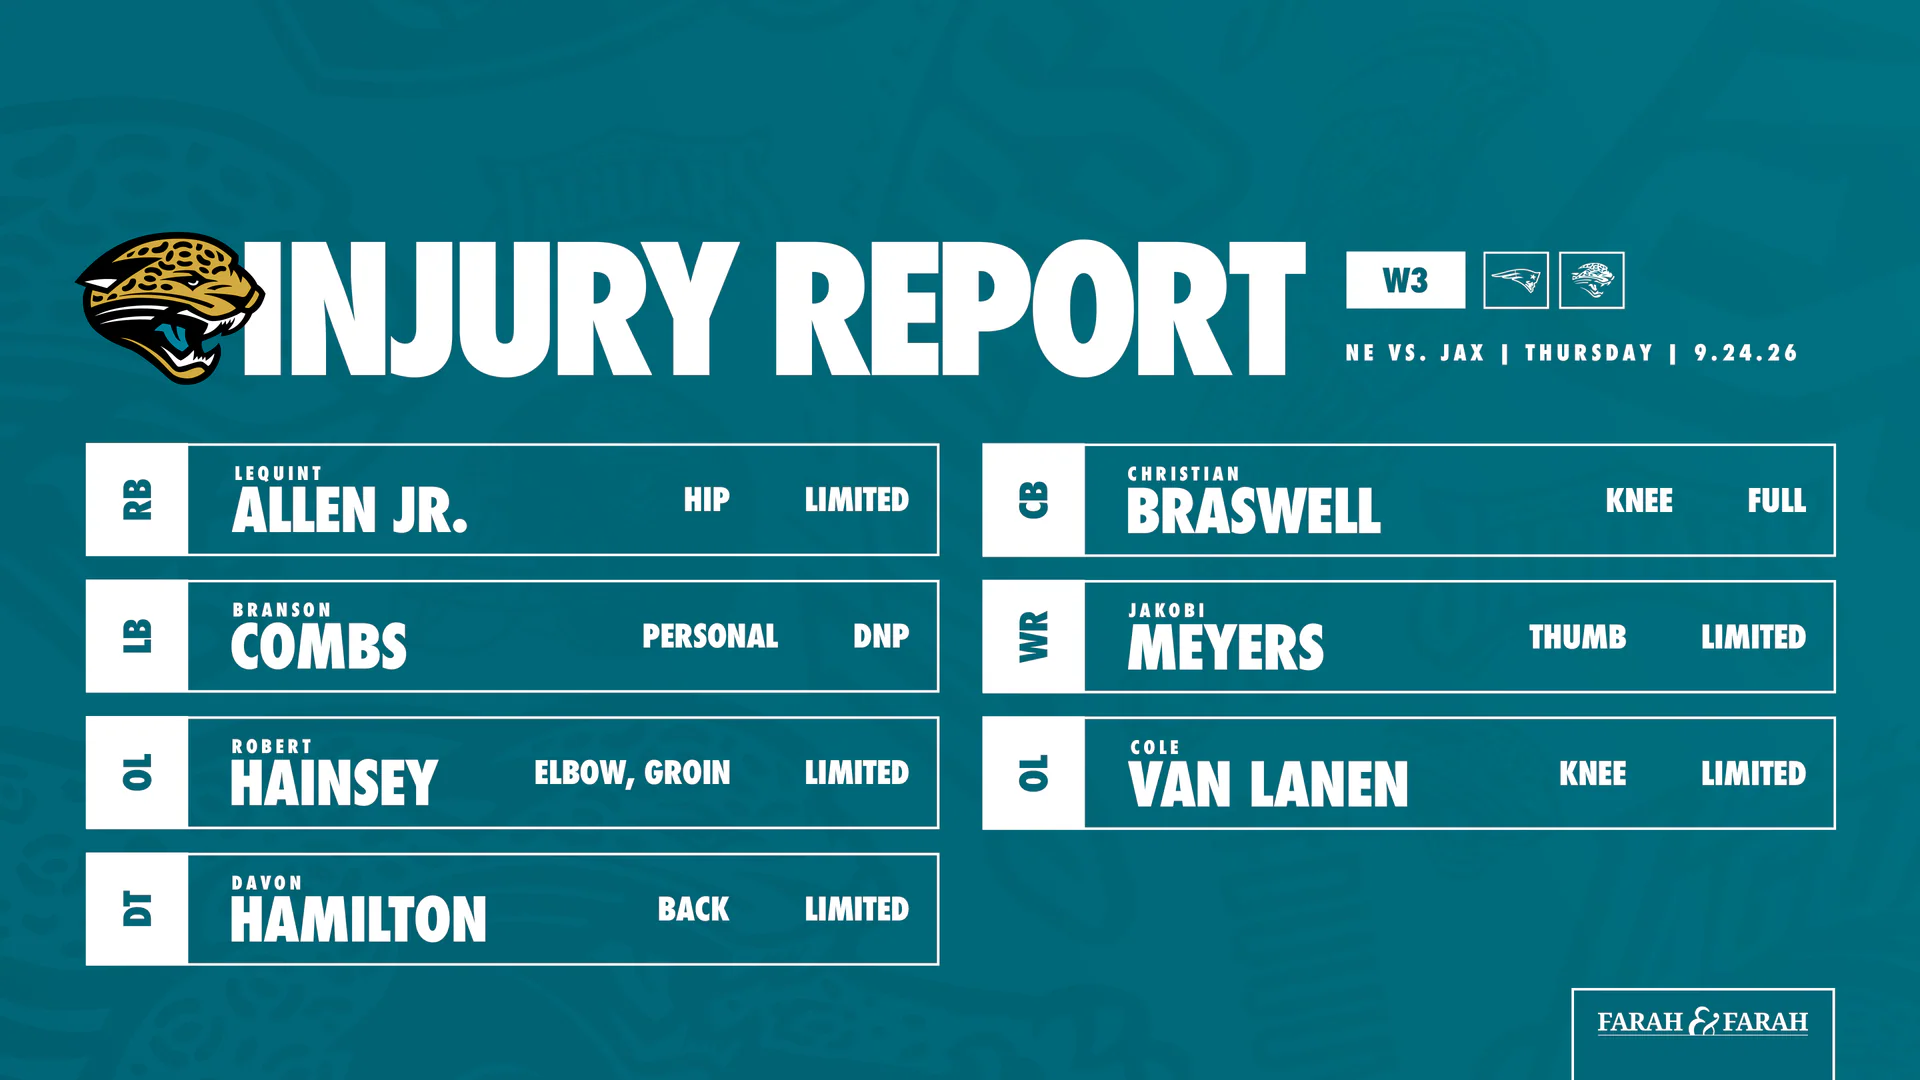 INJURY REPORT
W3
NE VS. JAX | THURSDAY | 9.24.26
RB
LEQUINT
ALLEN JR. HIP LIMITED
LB
BRANSON
COMBS PERSONAL DNP
OL
ROBERT
HAINSEY ELBOW, GROIN LIMITED
DT
DAVON
HAMILTON BACK LIMITED
CB
CHRISTIAN
BRASWELL KNEE FULL
WR
JAKOBI
MEYERS THUMB LIMITED
OL
COLE
VAN LANEN KNEE LIMITED
FARAH & FARAH
JAGUARS